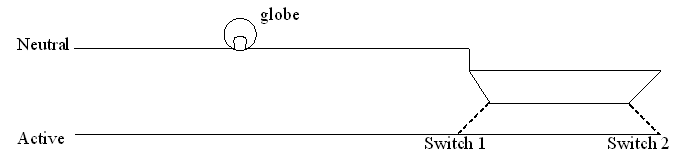 globe
Neutral
Active
Switch 1
Switch 2